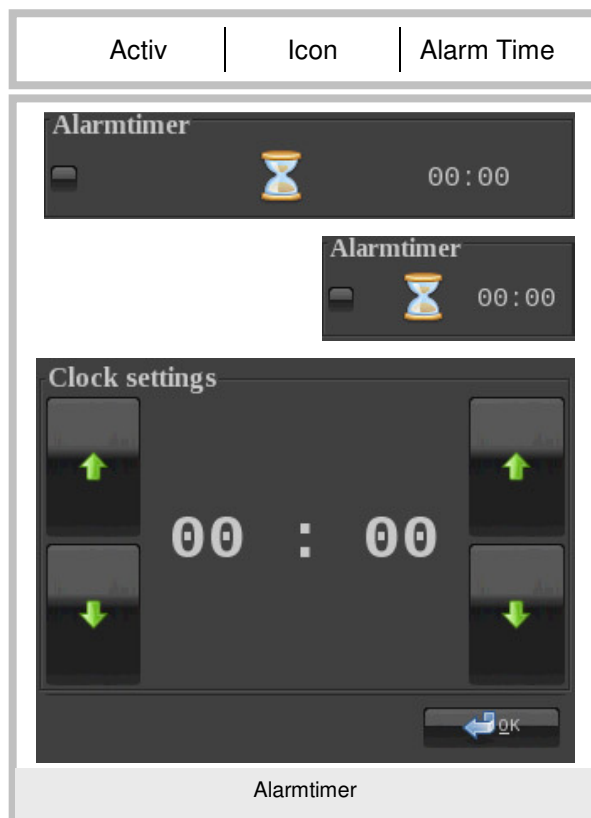 Activ Icon Alarm Time
Alarmtimer
00:00
Alarmtimer
00:00
Clock settings
00 : 00
OK
Alarmtimer